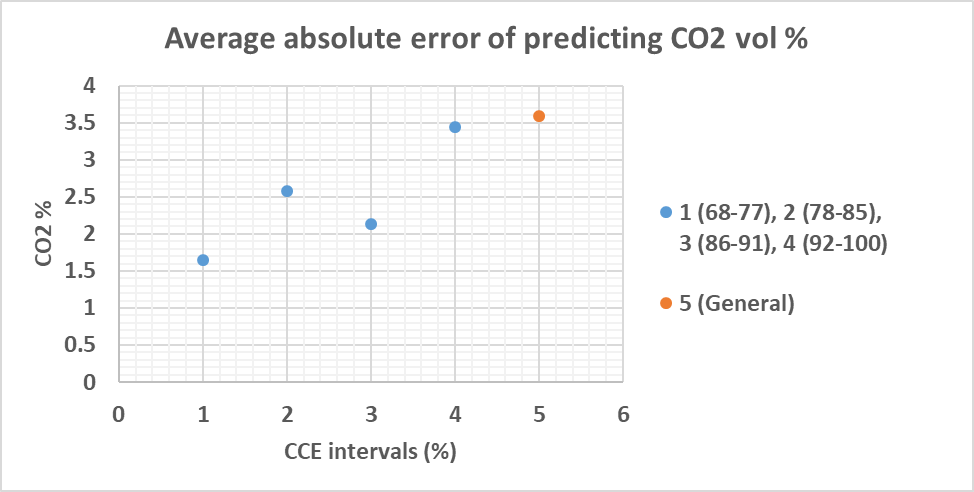 Average absolute error of predicting CO2 vol %
4
3.5
3
2.5
2
1.5
1
0.5
0
CO2 %
0 1 2 3 4 5 6
CCE intervals (%)
1 (68-77), 2 (78-85),
3 (86-91), 4 (92-100)
5 (General)